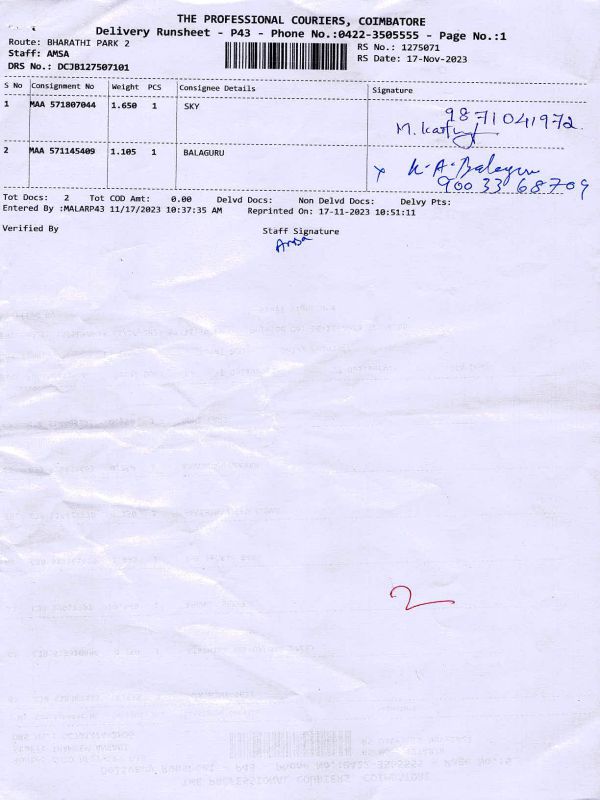 THE PROFESSIONAL COURIERS, COIMBATORE
Delivery Runsheet - P43 - Phone No.:0422-3505555 - Page No.:1
Route: BHARATHI PARK 2
RS No.: 1275071
Staff: AMSA
RS Date: 17-Nov-2023
DRS No.: DCJB127507101
S No Consignment No Weight PCS Consignee Details Signature
1 MAA 571807044 1.650 1 SKY
9871041972
M.
2 MAA 571145409 1.105 1 BALAGURU
x K.A.Balaguru
90033 68709
Tot Docs: 2 Tot COD Amt: 0.00 Delvd Docs: Non Delvd Docs: Delvy Pts:
Entered By :MALARP43 11/17/2023 10:37:35 AM Reprinted On: 17-11-2023 10:51:11
Verified By Staff Signature
Amsa
2